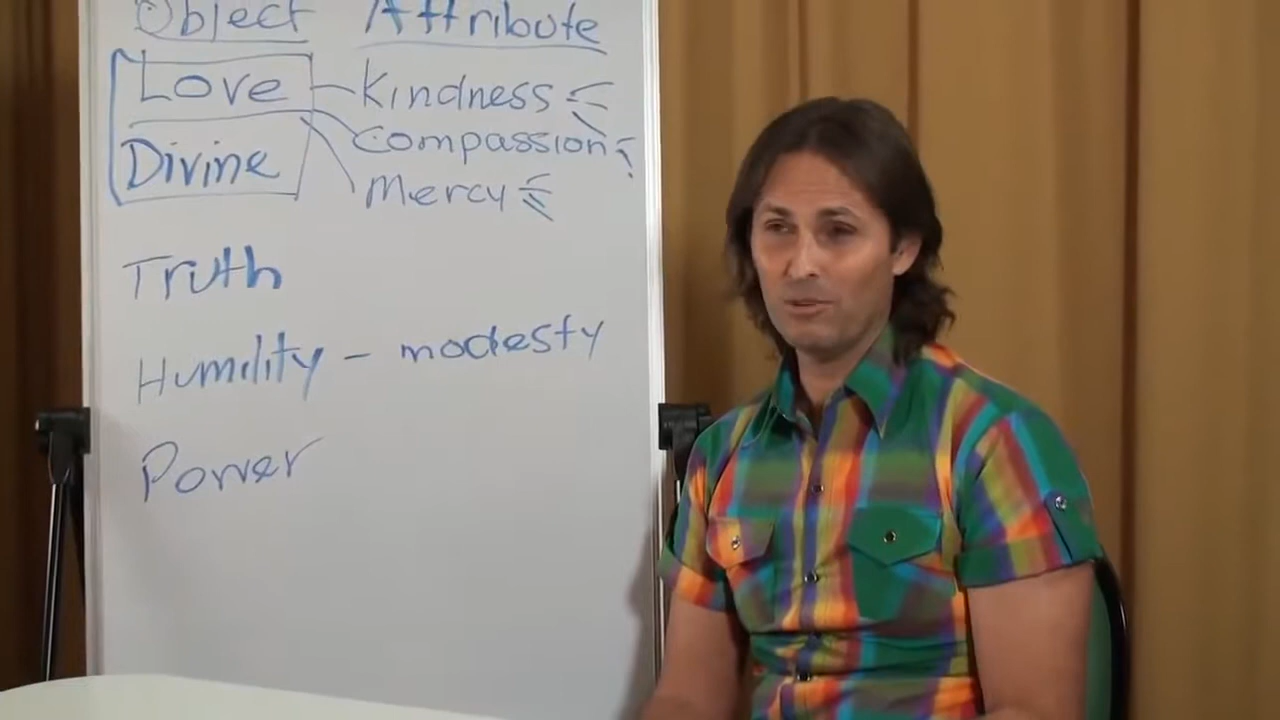 Object Attribute
Love Kindness
Compassion
Divine
Mercy
Truth
Humility - modesty
Power